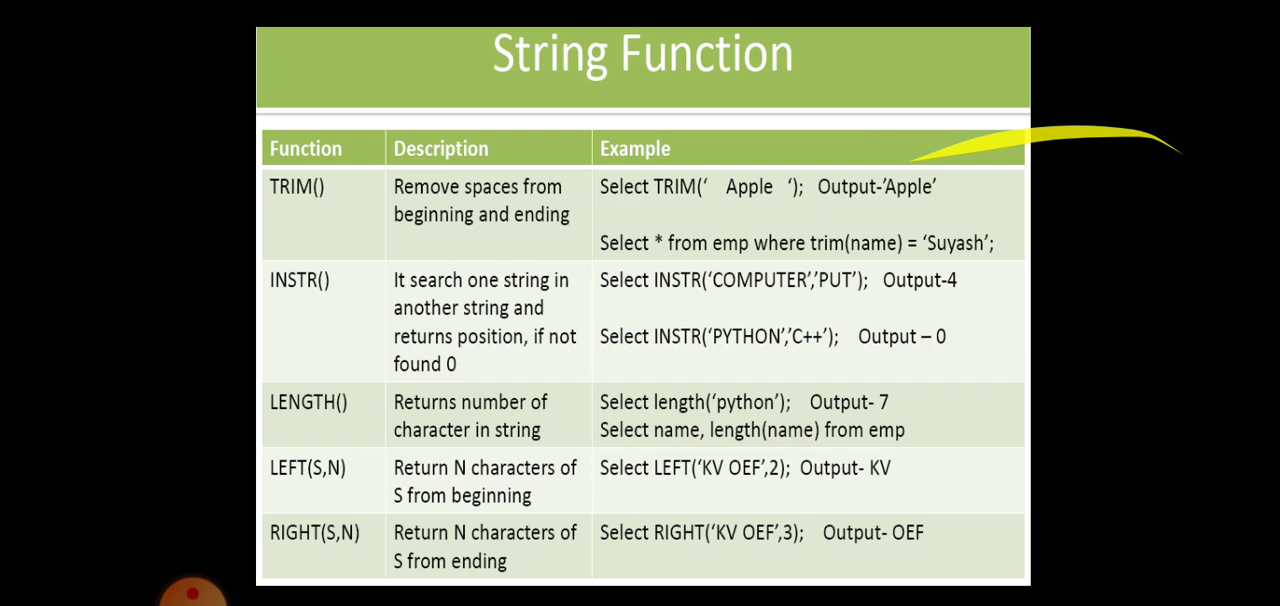 String Function
Function Description Example
TRIM() Remove spaces from Select TRIM(‘ Apple ‘); Output-’Apple’
beginning and ending
Select * from emp where trim(name) = ‘Suyash’;
INSTR() It search one string in Select INSTR(‘COMPUTER’,’PUT’); Output-4
another string and
returns position, if not Select INSTR(‘PYTHON’,’C++’); Output – 0
found 0
LENGTH() Returns number of Select length(‘python’); Output- 7
character in string Select name, length(name) from emp
LEFT(S,N) Return N characters of Select LEFT(‘KV OEF’,2); Output- KV
S from beginning
RIGHT(S,N) Return N characters of Select RIGHT(‘KV OEF’,3); Output- OEF
S from ending